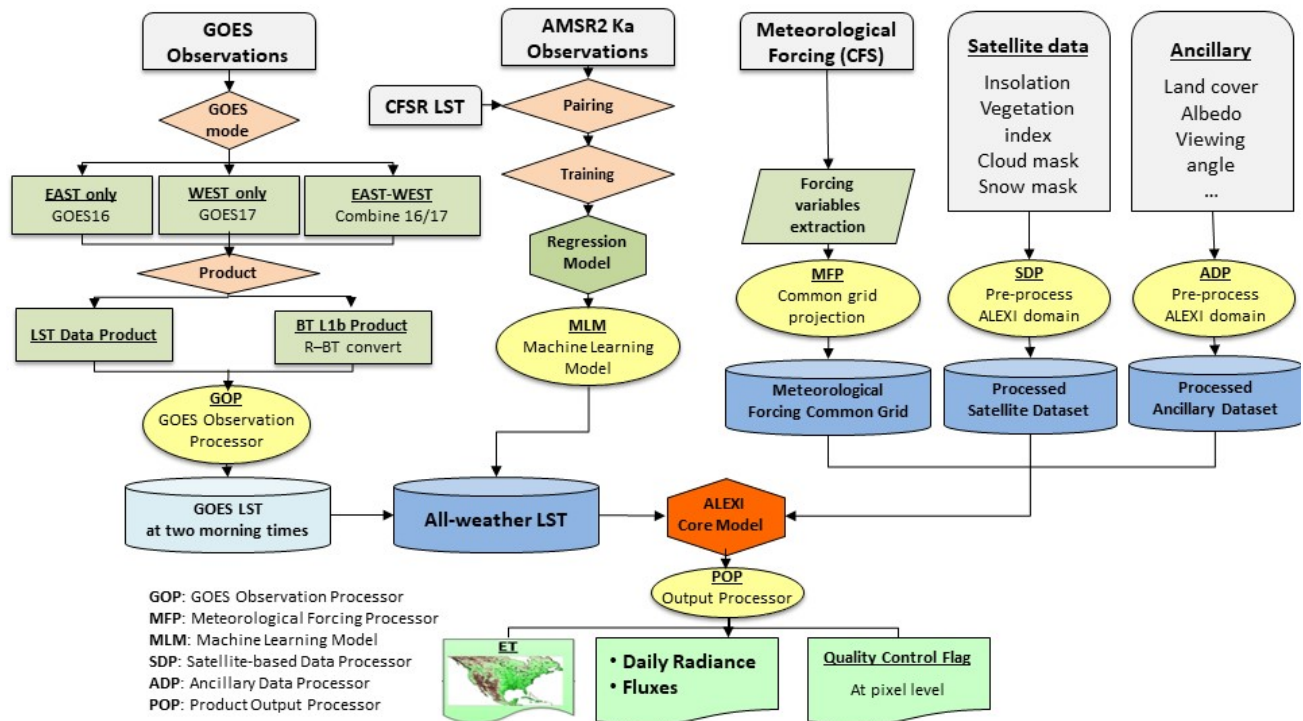 GOES
Observations
AMSR2 Ka
Observations
Meteorological
Forcing (CFS)
Satellite data
Insolation
Vegetation
index
Cloud mask
Snow mask
Ancillary
Land cover
Albedo
Viewing
angle
...
GOES
mode
CFSR LST
Pairing
Training
EAST only
GOES16
WEST only
GOES17
EAST-WEST
Combine 16/17
Forcing
variables
extraction
Regression
Model
Product
MFP
Common grid
projection
SDP
Pre-process
ALEXI domain
ADP
Pre-process
ALEXI domain
LST Data Product
BT L1b Product
R–BT convert
MLM
Machine Learning
Model
Meteorological
Forcing Common Grid
Processed
Satellite Dataset
Processed
Ancillary Dataset
GOP
GOES Observation
Processor
GOES LST
at two morning times
All-weather LST
ALEXI
Core Model
POP
Output Processor
GOP: GOES Observation Processor
MFP: Meteorological Forcing Processor
MLM: Machine Learning Model
SDP: Satellite-based Data Processor
ADP: Ancillary Data Processor
POP: Product Output Processor
ET
• Daily Radiance
• Fluxes
Quality Control Flag
At pixel level